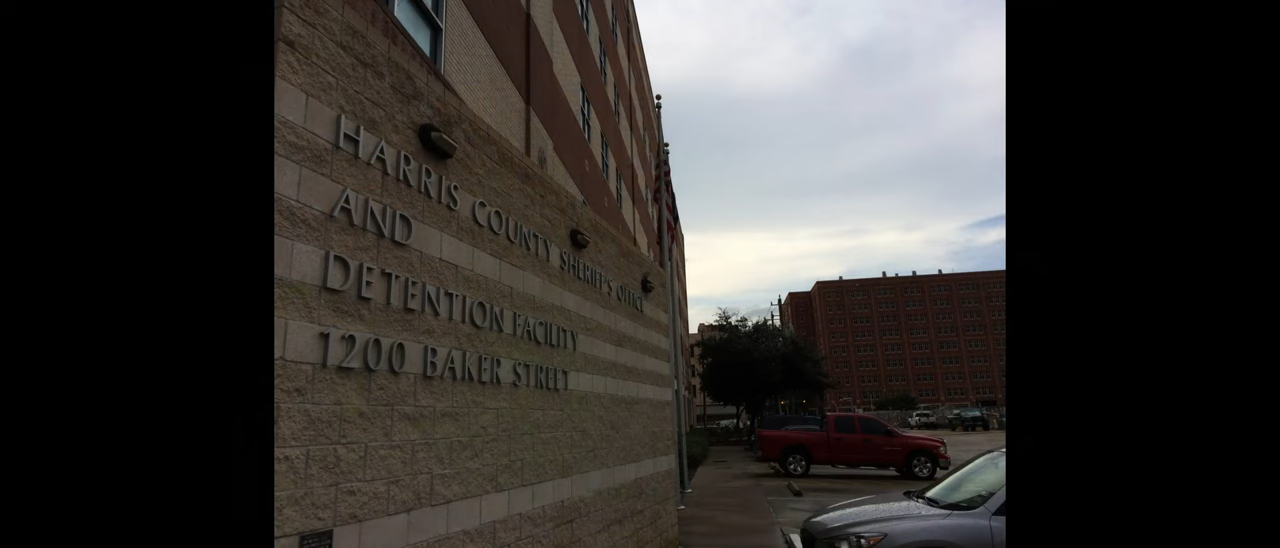 HARRIS COUNTY SHERIFF'S OFFICE
AND
DETENTION FACILITY
1200 BAKER STREET